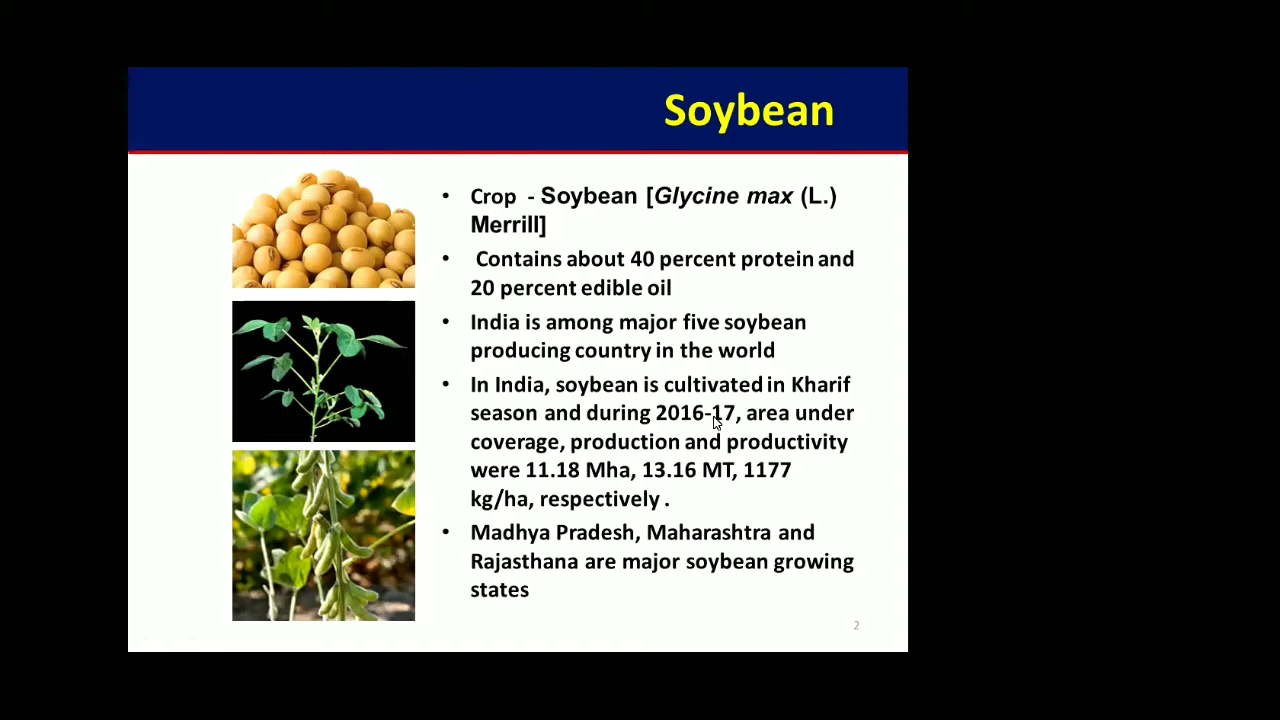 Soybean
• Crop - Soybean [Glycine max (L.)
Merrill]
• Contains about 40 percent protein and
20 percent edible oil
• India is among major five soybean
producing country in the world
• In India, soybean is cultivated in Kharif
season and during 2016-17, area under
coverage, production and productivity
were 11.18 Mha, 13.16 MT, 1177
kg/ha, respectively .
• Madhya Pradesh, Maharashtra and
Rajasthana are major soybean growing
states
2